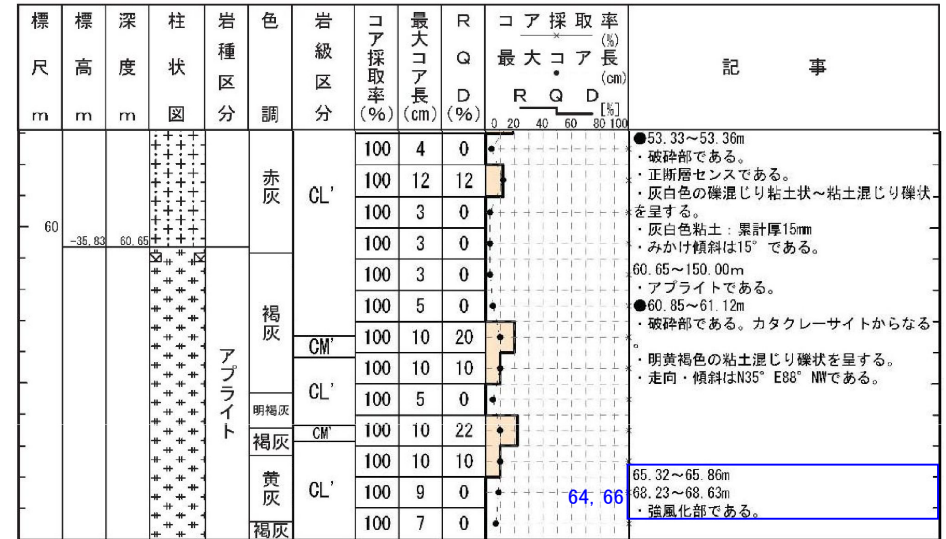 標尺m
標高m
深度m
柱状図
岩種区分
色調
岩級区分
コア採取率(%)
最大コア長(cm)
RQD(%)
コア採取率(%)
最大コア長(cm)
RQD[%]
0 20 40 60 80 100
記事
60
-35.83 60.65
アプライト
赤灰
褐灰
明褐灰
褐灰
黄灰
褐灰
CL'
CM'
CL'
CM'
CL'
100 4 0
100 12 12
100 3 0
100 3 0
100 3 0
100 5 0
100 10 20
100 10 10
100 5 0
100 10 22
100 10 10
100 9 0
100 7 0
●53.33～53.36m
・破砕部である。
・正断層センスである。
・灰白色の礫混じり粘土状～粘土混じり礫状
を呈する。
・灰白色粘土：累計厚15mm
・みかけ傾斜は15°である。
60.65～150.00m
・アプライトである。
●60.85～61.12m
・破砕部である。カタクレーサイトからなる
。
・明黄褐色の粘土混じり礫状を呈する。
・走向・傾斜はN35°E88°NWである。
64, 66
65.32～65.86m
68.23～68.63m
・強風化部である。